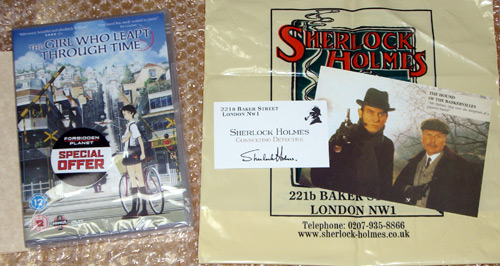 THE GIRL WHO LEAPT
THROUGH TIME
FORBIDDEN
PLANET
SPECIAL
OFFER
12
SHERLOCK
HOLMES
221b BAKER STREET
LONDON NW1
SHERLOCK HOLMES
CONSULTING DETECTIVE
Sherlock Holmes.
THE HOUND
OF THE BASKERVILLES
221b BAKER
LONDON NW1
Telephone: 0207-935-8866
www.sherlock-holmes.co.uk